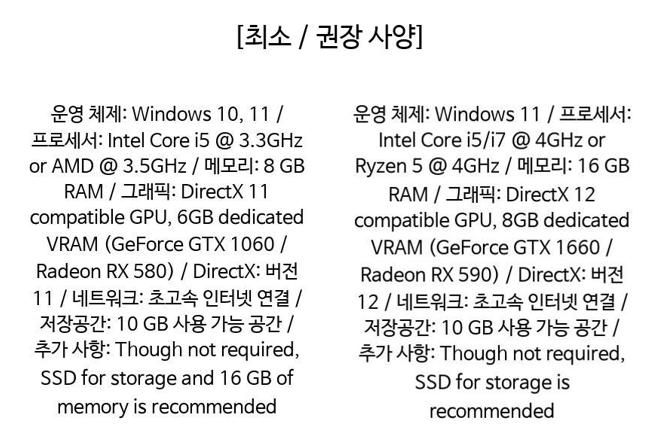 [최소 / 권장 사양]
운영 체제: Windows 10, 11 /
프로세서: Intel Core i5 @ 3.3GHz
or AMD @ 3.5GHz / 메모리: 8 GB
RAM / 그래픽: DirectX 11
compatible GPU, 6GB dedicated
VRAM (GeForce GTX 1060 /
Radeon RX 580) / DirectX: 버전
11 / 네트워크: 초고속 인터넷 연결 /
저장공간: 10 GB 사용 가능 공간 /
추가 사항: Though not required,
SSD for storage and 16 GB of
memory is recommended
운영 체제: Windows 11 / 프로세서:
Intel Core i5/i7 @ 4GHz or
Ryzen 5 @ 4GHz / 메모리: 16 GB
RAM / 그래픽: DirectX 12
compatible GPU, 8GB dedicated
VRAM (GeForce GTX 1660 /
Radeon RX 590) / DirectX: 버전
12 / 네트워크: 초고속 인터넷 연결 /
저장공간: 10 GB 사용 가능 공간 /
추가 사항: Though not required,
SSD for storage is
recommended